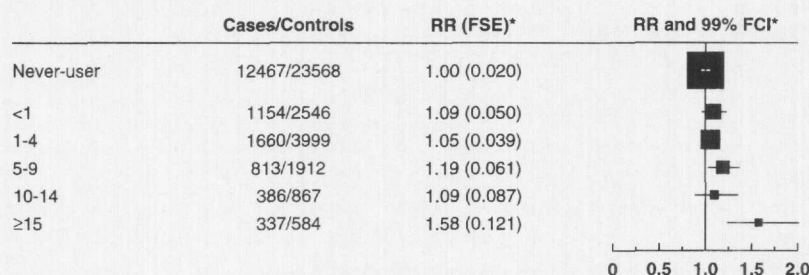 Cases/Controls RR (FSE)* RR and 99% FCI*
Never-user 12467/23568 1.00 (0.020)
<1 1154/2546 1.09 (0.050)
1-4 1660/3999 1.05 (0.039)
5-9 813/1912 1.19 (0.061)
10-14 386/867 1.09 (0.087)
≥15 337/584 1.58 (0.121)
0 0.5 1.0 1.5 2.0